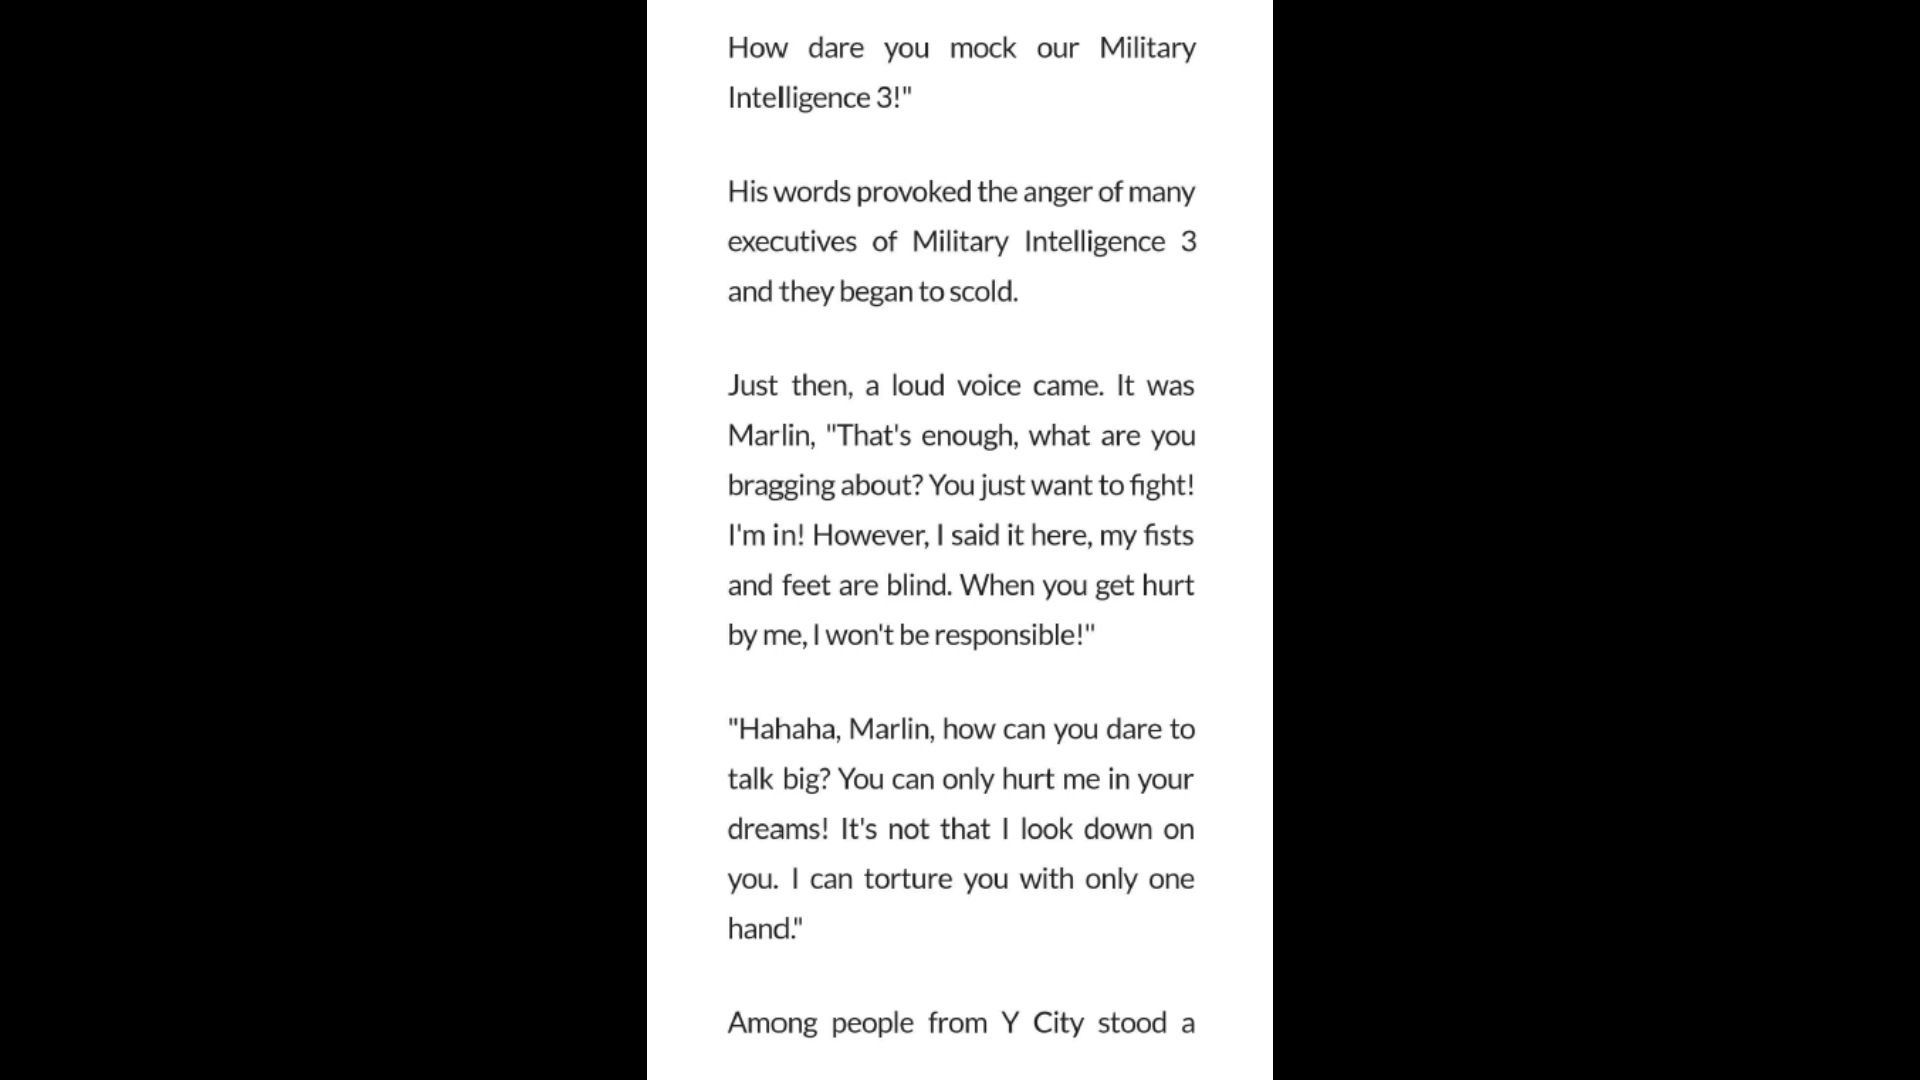 How dare you mock our Military
Intelligence 3!"
His words provoked the anger of many
executives of Military Intelligence 3
and they began to scold.
Just then, a loud voice came. It was
Marlin, "That's enough, what are you
bragging about? You just want to fight!
I'm in! However, I said it here, my fists
and feet are blind. When you get hurt
by me, I won't be responsible!"
"Hahaha, Marlin, how can you dare to
talk big? You can only hurt me in your
dreams! It's not that I look down on
you. I can torture you with only one
hand."
Among people from Y City stood a